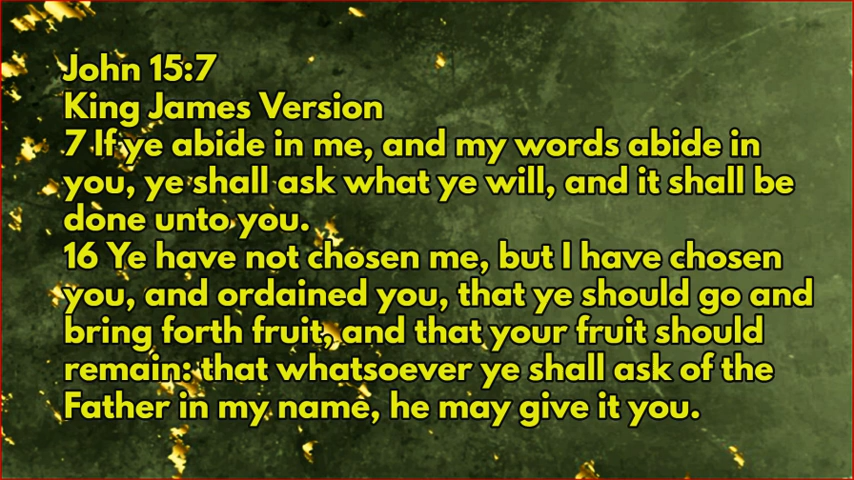 John 15:7
King James Version
7 If ye abide in me, and my words abide in
you, ye shall ask what ye will, and it shall be
done unto you.
16 Ye have not chosen me, but I have chosen
you, and ordained you, that ye should go and
bring forth fruit, and that your fruit should
remain: that whatsoever ye shall ask of the
Father in my name, he may give it you.